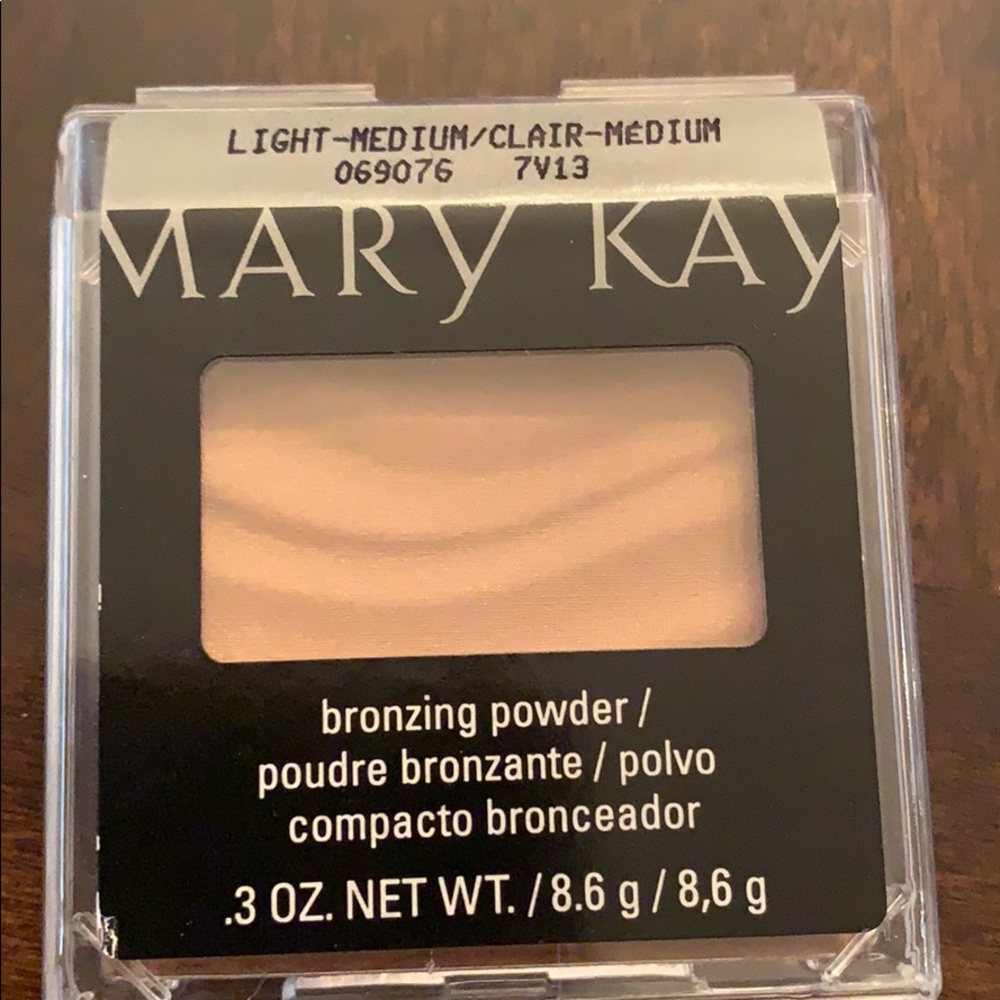 LIGHT-MEDIUM/CLAIR-MÉDIUM
069076 7V13
MARY KAY
bronzing powder /
poudre bronzante / polvo
compacto bronceador
.3 OZ. NET WT. / 8.6 g / 8,6 g